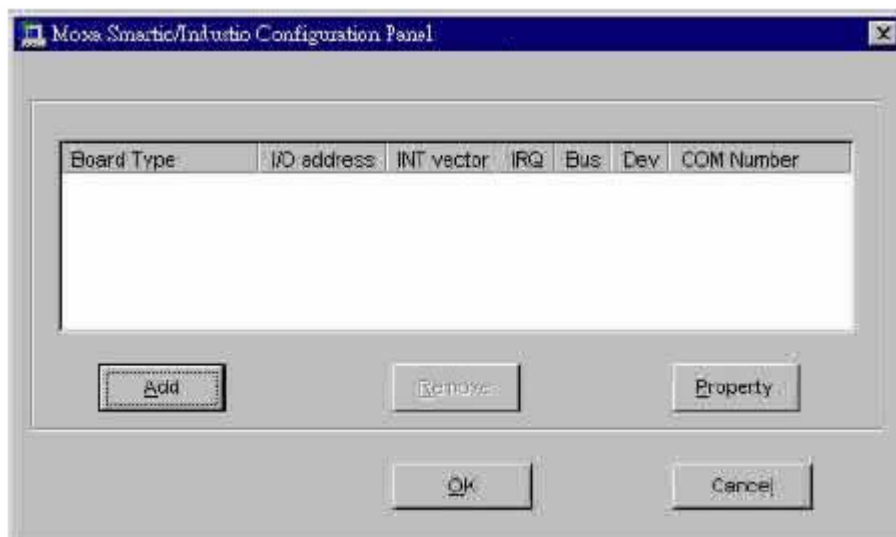 Moxa Smartio/Industio Configuration Panel
Board Type I/O address INT vector IRQ Bus Dev COM Number
Add Remove Property
OK Cancel